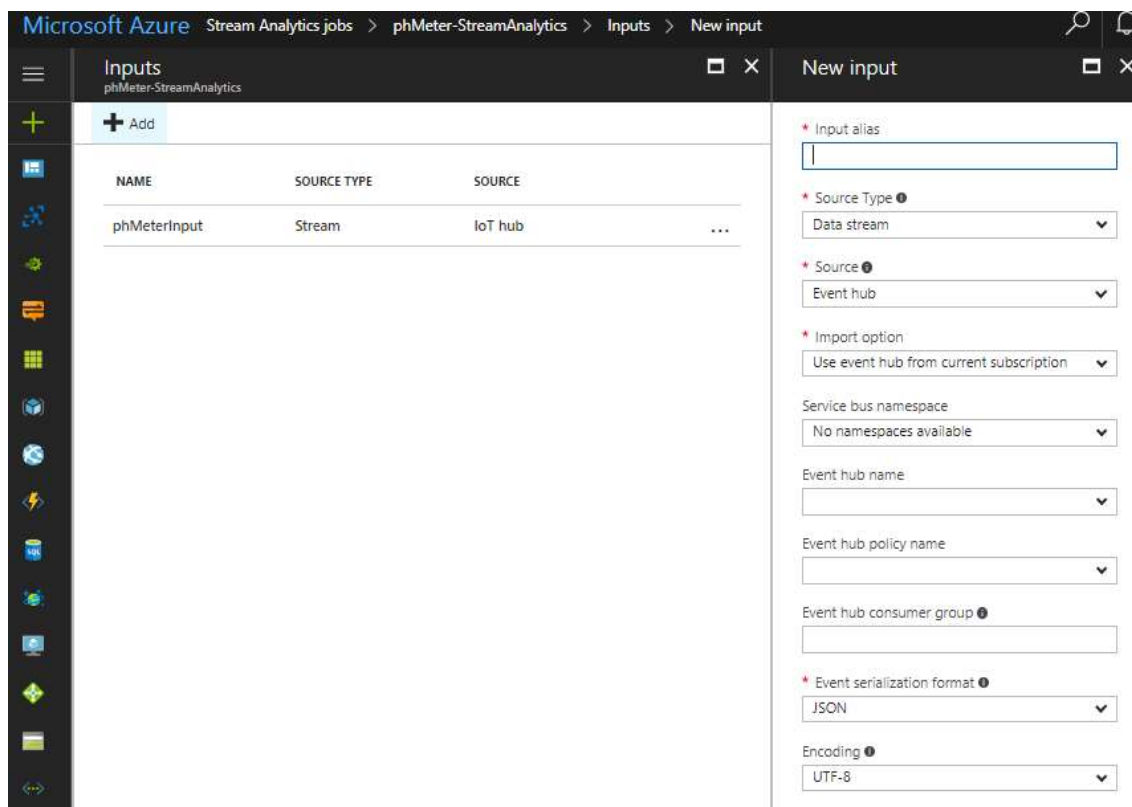 Microsoft Azure Stream Analytics jobs > phMeter-StreamAnalytics > Inputs > New input
Inputs
phMeter-StreamAnalytics
Add
NAME SOURCE TYPE SOURCE
phMeterInput Stream IoT hub ...
New input
* Input alias
* Source Type
Data stream
* Source
Event hub
* Import option
Use event hub from current subscription
Service bus namespace
No namespaces available
Event hub name
Event hub policy name
Event hub consumer group
* Event serialization format
JSON
Encoding
UTF-8
SQL